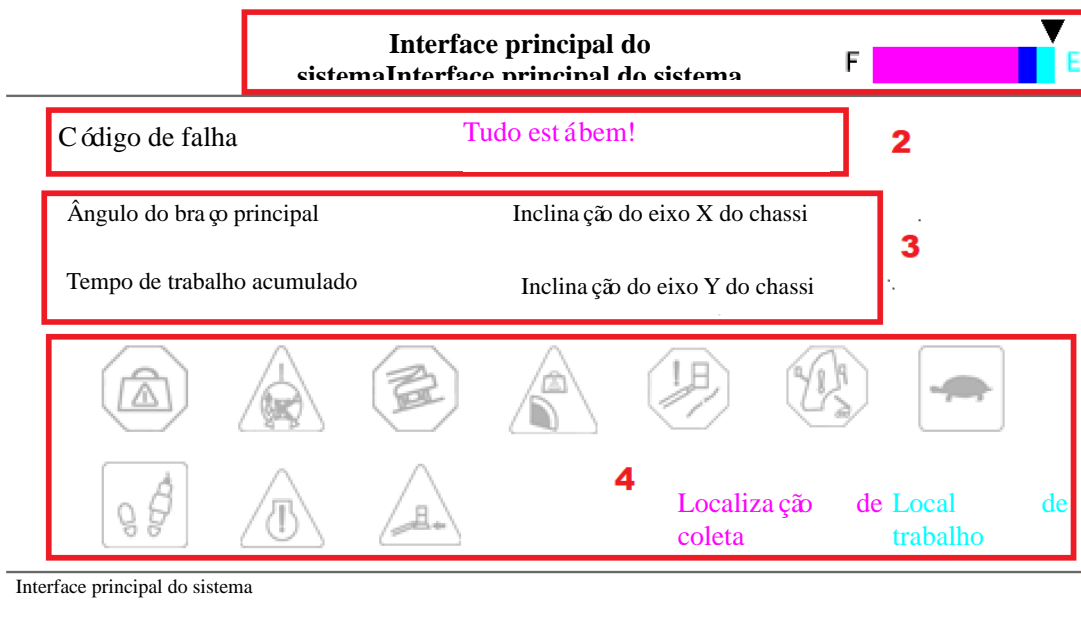 Interface principal do
sistemaInterface principal do sistema
F
E
Código de falha
Tudo está bem!
2
Ângulo do braço principal
Inclinação do eixo X do chassi
3
Tempo de trabalho acumulado
Inclinação do eixo Y do chassi
4
Localização de
coleta
Local de
trabalho
Interface principal do sistema